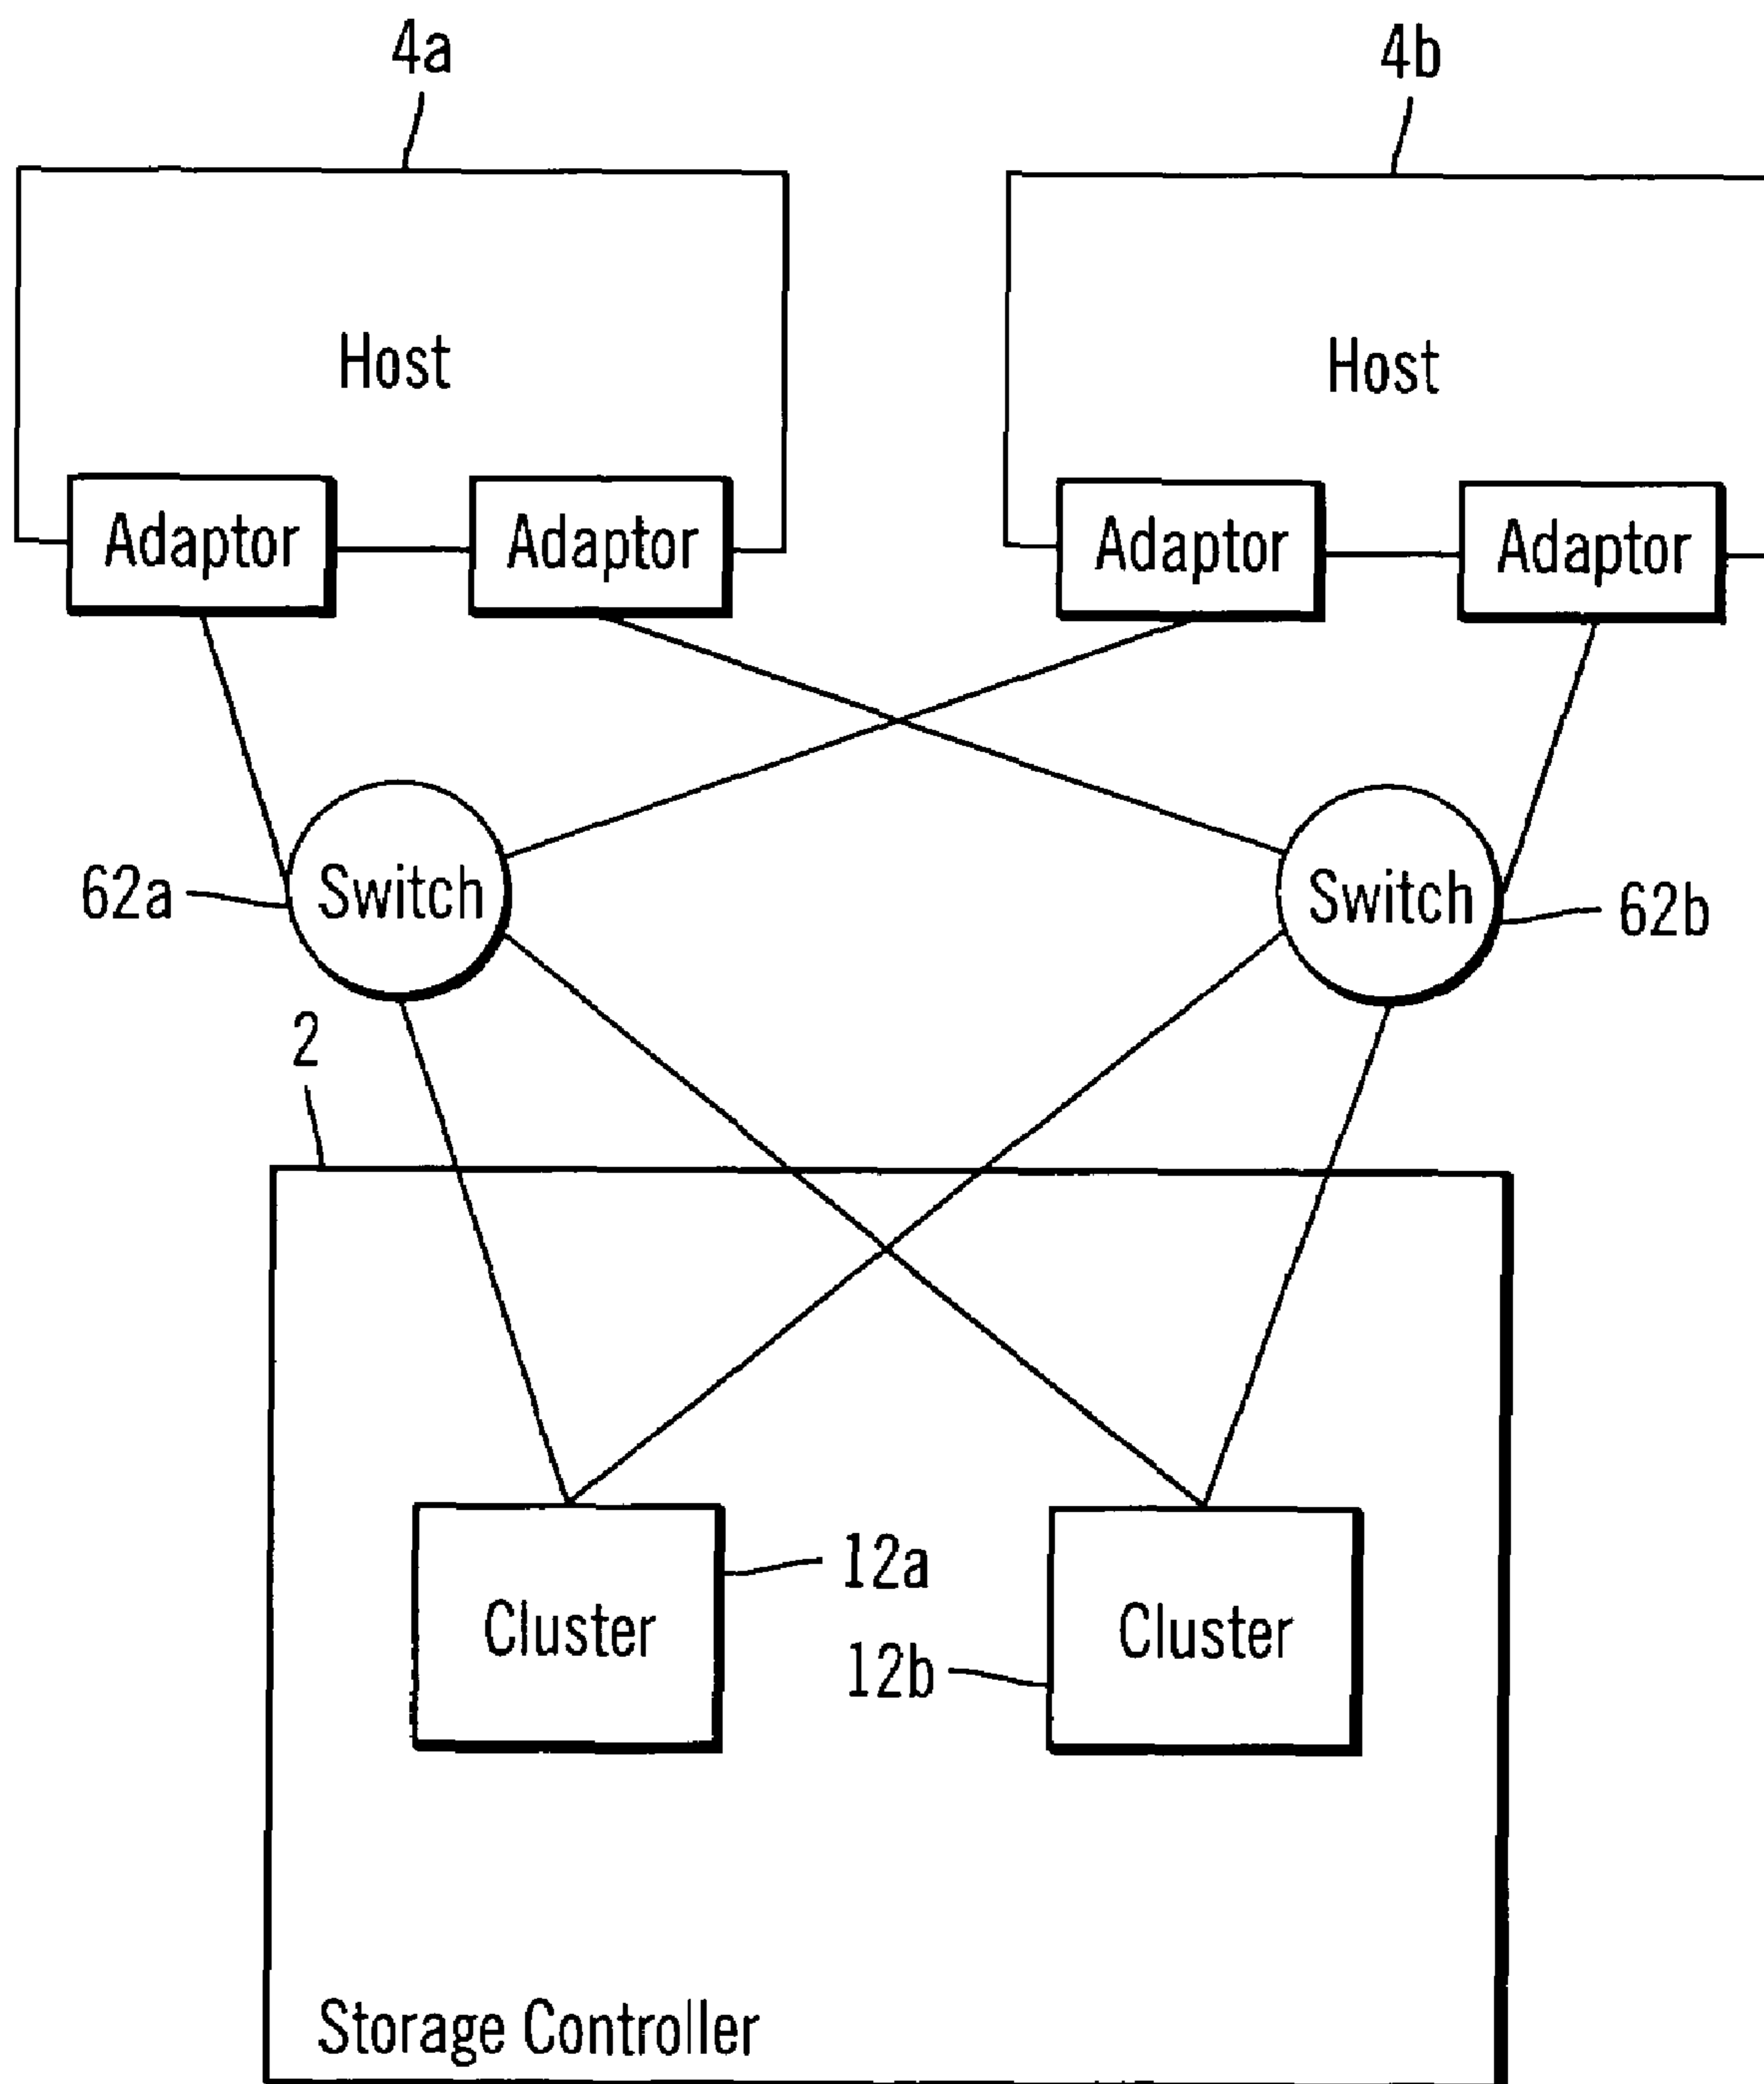 4a
4b
Host
Host
Adaptor
Adaptor
Adaptor
Adaptor
62a
Switch
Switch
62b
2
12a
Cluster
12b
Cluster
Storage Controller